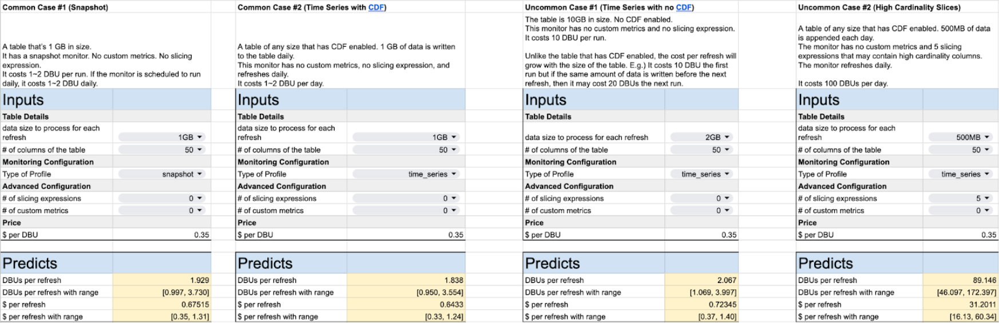 Common Case #1 (Snapshot)
A table that's 1 GB in size.
It has a snapshot monitor. No custom metrics. No slicing
expression.
It costs 1~2 DBU per run. If the monitor is scheduled to run
daily, it costs 1~2 DBU daily.
Inputs
Table Details
data size to process for each
refresh
1GB
# of columns of the table
50
Monitoring Configuration
Type of Profile
snapshot
Advanced Configuration
# of slicing expressions
0
# of custom metrics
0
Price
$ per DBU
0.35
Predicts
DBUs per refresh
1.929
DBUs per refresh with range
[0.997, 3.730]
$ per refresh
0.67515
$ per refresh with range
[0.35, 1.31]
Common Case #2 (Time Series with CDF)
A table of any size that has CDF enabled. 1 GB of data is written
to the table daily.
This monitor has no custom metrics, no slicing expression, and
refreshes daily.
It costs 1~2 DBU per day.
Inputs
Table Details
data size to process for each
refresh
1GB
# of columns of the table
50
Monitoring Configuration
Type of Profile
time_series
Advanced Configuration
# of slicing expressions
0
# of custom metrics
0
Price
$ per DBU
0.35
Predicts
DBUs per refresh
1.838
DBUs per refresh with range
[0.950, 3.554]
$ per refresh
0.6433
$ per refresh with range
[0.33, 1.24]
Uncommon Case #1 (Time Series with no CDF)
The table is 10GB in size. No CDF enabled.
This monitor has no custom metrics and no slicing expression.
It costs 10 DBU per run.
Unlike the table that has CDF enabled, the cost per refresh will
grow with the size of the table. E.g.) It costs 10 DBU the first
run but if the same amount of data is written before the next
refresh, then it may cost 20 DBUs the next run.
Inputs
Table Details
data size to process for each refresh
2GB
# of columns of the table
50
Monitoring Configuration
Type of Profile
time_series
Advanced Configuration
# of slicing expressions
0
# of custom metrics
0
Price
$ per DBU
0.35
Predicts
DBUs per refresh
2.067
DBUs per refresh with range
[1.069, 3.997]
$ per refresh
0.72345
$ per refresh with range
[0.37, 1.40]
Uncommon Case #2 (High Cardinality Slices)
A table of any size that has CDF enabled. 500MB of data
is appended each day.
The monitor has no custom metrics and 5 slicing
expressions that may contain high cardinality columns.
The monitor refreshes daily.
It costs 100 DBUs per day.
Inputs
Table Details
data size to process for each
refresh
500MB
# of columns of the table
50
Monitoring Configuration
Type of Profile
time_series
Advanced Configuration
# of slicing expressions
5
# of custom metrics
0
Price
$ per DBU
0.35
Predicts
DBUs per refresh
89.146
DBUs per refresh with range
[46.097, 172.397]
$ per refresh
31.2011
$ per refresh with range
[16.13, 60.34]